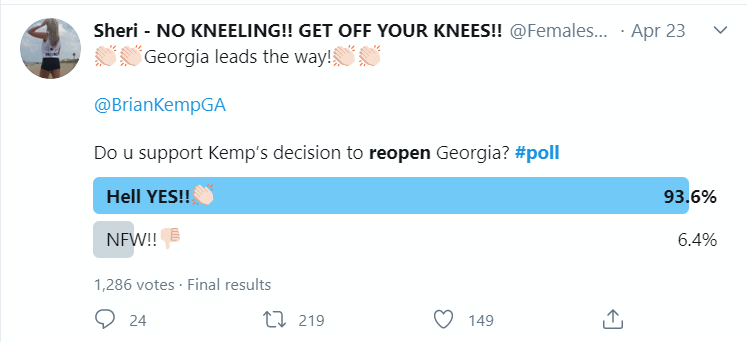 Sheri - NO KNEELING!! GET OFF YOUR KNEES!! @Females... · Apr 23
👏🏻👏🏻Georgia leads the way!👏🏻👏🏻
@BrianKempGA
Do u support Kemp's decision to reopen Georgia? #poll
Hell YES!!👏🏻 93.6%
NFW!!👎🏻 6.4%
1,286 votes · Final results
24 219 149